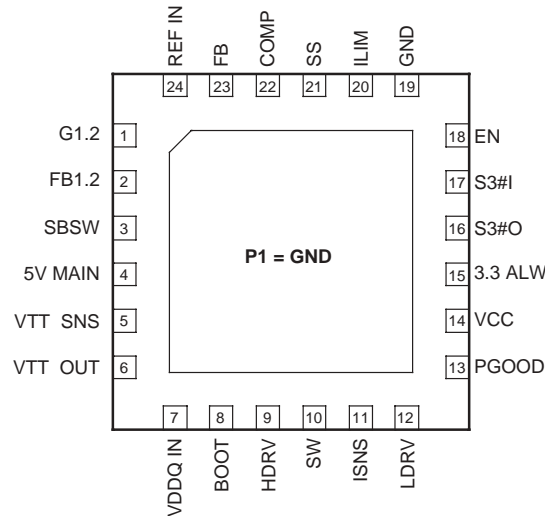 REF IN
FB
COMP
SS
ILIM
GND
24
23
22
21
20
19
G1.2 1
18 EN
FB1.2 2
17 S3#I
SBSW 3
16 S3#O
P1 = GND
5V MAIN 4
15 3.3 ALW
VTT SNS 5
14 VCC
VTT OUT 6
13 PGOOD
7
8
9
10
11
12
VDDQ IN
BOOT
HDRV
SW
ISNS
LDRV